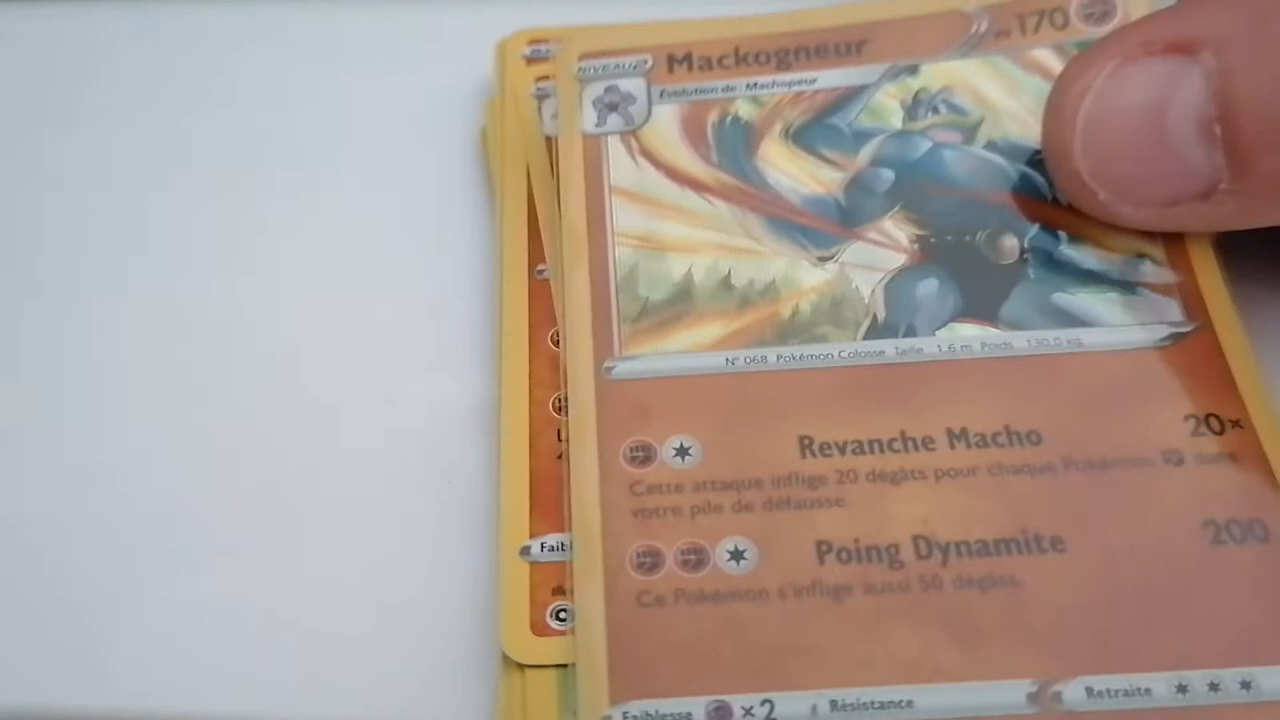 NIVEAU 2 Mackogneur PV 170
Évolution de : Machopeur
N° 068 Pokémon Colosse Taille 1,6 m Poids 130,0 kg
Revanche Macho 20×
Cette attaque inflige 20 dégâts pour chaque Pokémon dans
votre pile de défausse.
Poing Dynamite 200
Ce Pokémon s'inflige aussi 50 dégâts.
Faiblesse ×2 Résistance Retraite
Faibl